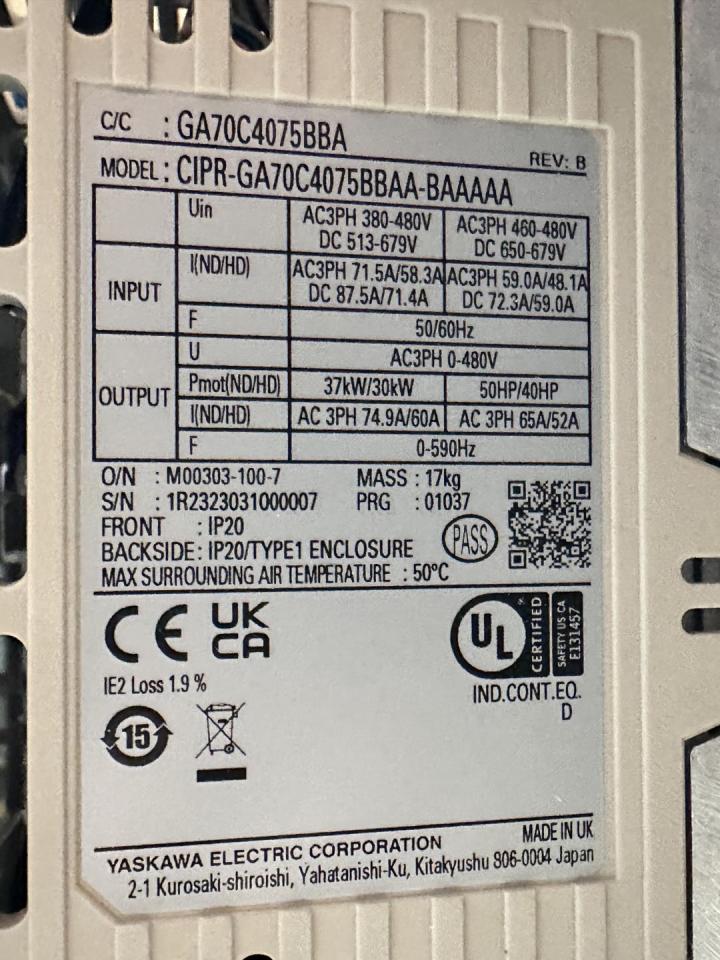 C/C : GA70C4075BBA
REV: B
MODEL : CIPR-GA70C4075BBAA-BAAAAA
Uin AC3PH 380-480V AC3PH 460-480V
DC 513-679V DC 650-679V
INPUT I(ND/HD) AC3PH 71.5A/58.3A AC3PH 59.0A/48.1A
DC 87.5A/71.4A DC 72.3A/59.0A
F 50/60Hz
OUTPUT U AC3PH 0-480V
Pmot(ND/HD) 37kW/30kW 50HP/40HP
I(ND/HD) AC 3PH 74.9A/60A AC 3PH 65A/52A
F 0-590Hz
O/N : M00303-100-7 MASS : 17kg
S/N : 1R2323031000007 PRG : 01037
FRONT : IP20
PASS
BACKSIDE : IP20/TYPE1 ENCLOSURE
MAX SURROUNDING AIR TEMPERATURE : 50°C
CE UK
CA
UL CERTIFIED SAFETY US CA E131457
IE2 Loss 1.9 %
IND.CONT.EQ.
D
15
MADE IN UK
YASKAWA ELECTRIC CORPORATION
2-1 Kurosaki-shiroishi, Yahatanishi-Ku, Kitakyushu 806-0004 Japan